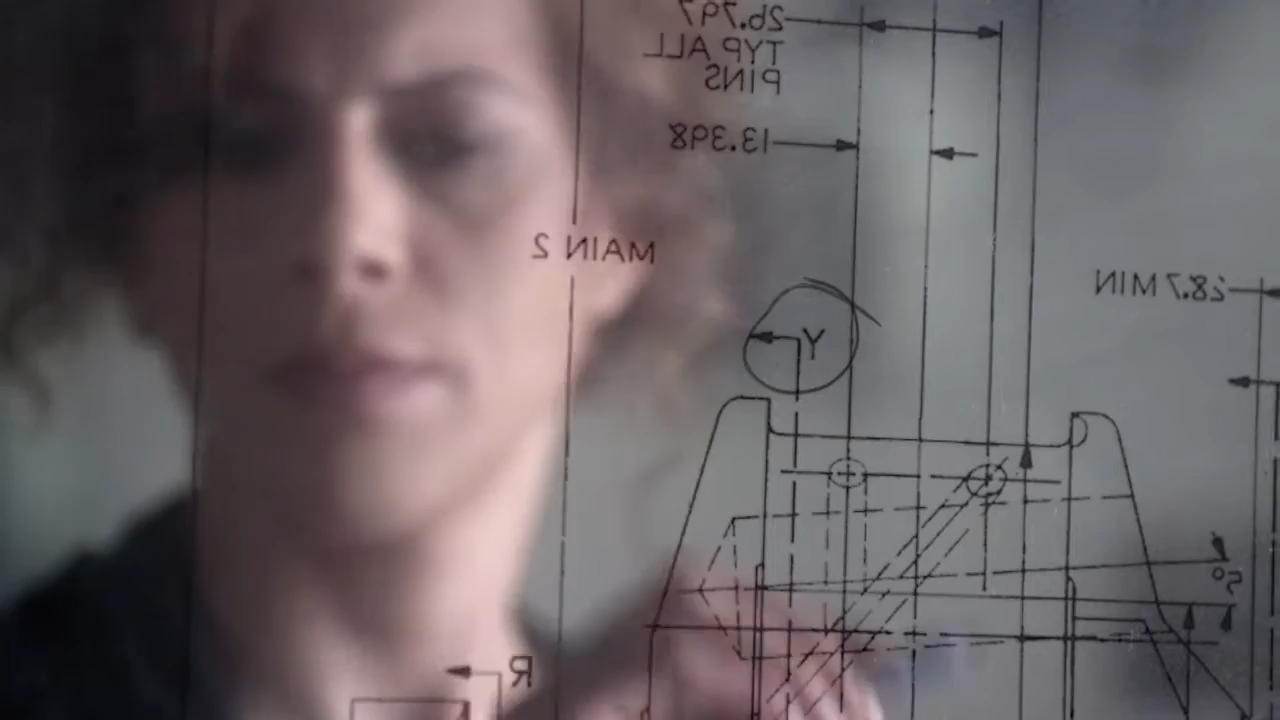 26.797
TYP ALL
PINS
13.398
MAIN 2
28.7 MIN
Y
5°
R